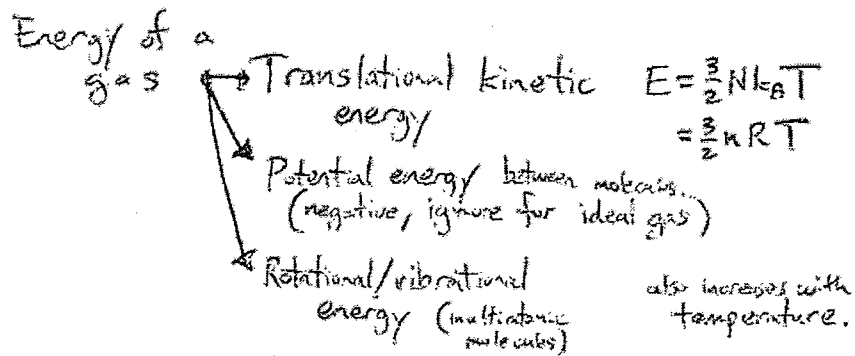 Energy of a
gas Translational kinetic E = 3/2 N k_B T
energy = 3/2 n R T
Potential energy between molecules...
(negative, ignore for ideal gas)
Rotational/vibrational also increases with
energy (multiatomic temperature.
molecules)